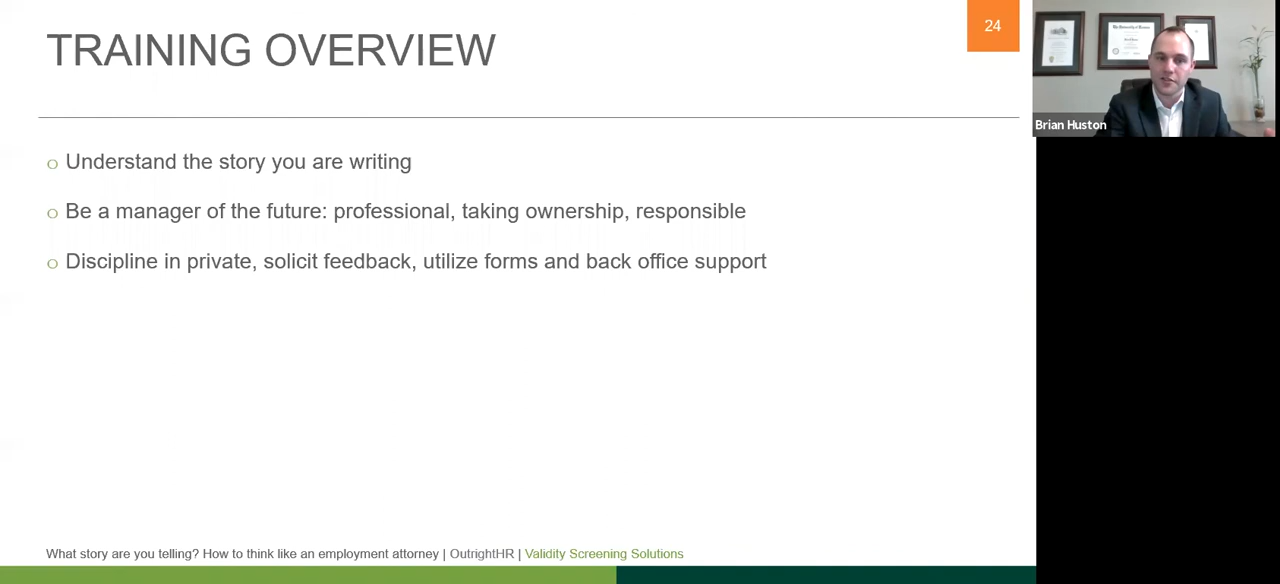 TRAINING OVERVIEW
24
Brian Huston
o Understand the story you are writing
o Be a manager of the future: professional, taking ownership, responsible
o Discipline in private, solicit feedback, utilize forms and back office support
What story are you telling? How to think like an employment attorney | OutrightHR | Validity Screening Solutions